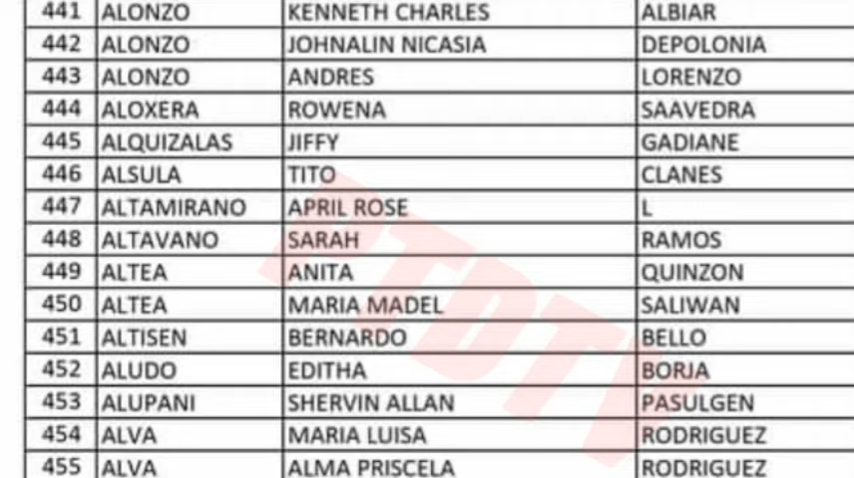 441 ALONZO KENNETH CHARLES ALBIAR
442 ALONZO JOHNALIN NICASIA DEPOLONIA
443 ALONZO ANDRES LORENZO
444 ALOXERA ROWENA SAAVEDRA
445 ALQUIZALAS JIFFY GADIANE
446 ALSULA TITO CLANES
447 ALTAMIRANO APRIL ROSE L
448 ALTAVANO SARAH RAMOS
449 ALTEA ANITA QUINZON
450 ALTEA MARIA MADEL SALIWAN
451 ALTISEN BERNARDO BELLO
452 ALUDO EDITHA BORJA
453 ALUPANI SHERVIN ALLAN PASULGEN
454 ALVA MARIA LUISA RODRIGUEZ
455 ALVA ALMA PRISCELA RODRIGUEZ
PTDTV